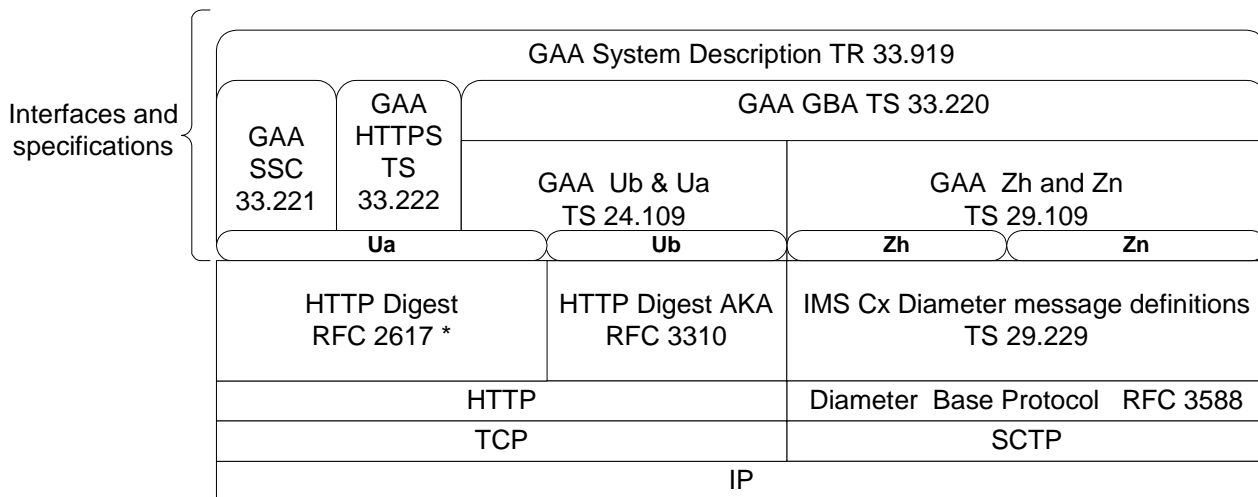 GAA System Description TR 33.919
Interfaces and
specifications
GAA
SSC
33.221
GAA
HTTPS
TS
33.222
GAA GBA TS 33.220
GAA Ub & Ua
TS 24.109
GAA Zh and Zn
TS 29.109
Ua
Ub
Zh
Zn
HTTP Digest
RFC 2617 *
HTTP Digest AKA
RFC 3310
IMS Cx Diameter message definitions
TS 29.229
HTTP
Diameter Base Protocol RFC 3588
TCP
SCTP
IP